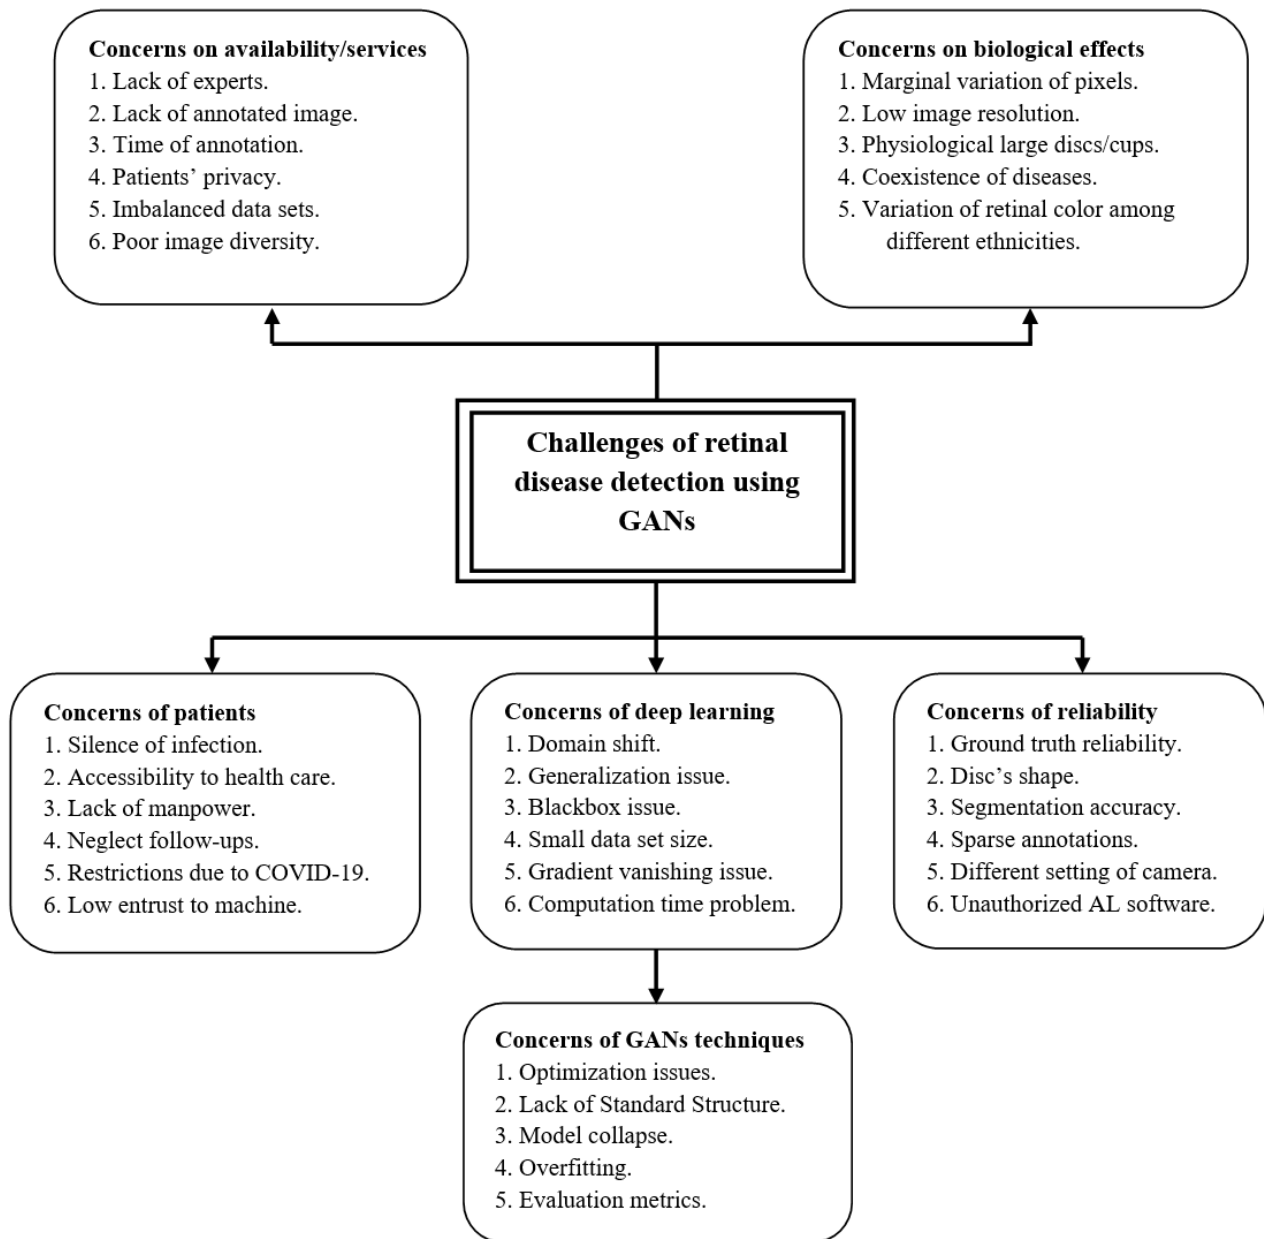 Concerns on availability/services
1. Lack of experts.
2. Lack of annotated image.
3. Time of annotation.
4. Patients’ privacy.
5. Imbalanced data sets.
6. Poor image diversity.
Concerns on biological effects
1. Marginal variation of pixels.
2. Low image resolution.
3. Physiological large discs/cups.
4. Coexistence of diseases.
5. Variation of retinal color among
different ethnicities.
Challenges of retinal
disease detection using
GANs
Concerns of patients
1. Silence of infection.
2. Accessibility to health care.
3. Lack of manpower.
4. Neglect follow-ups.
5. Restrictions due to COVID-19.
6. Low entrust to machine.
Concerns of deep learning
1. Domain shift.
2. Generalization issue.
3. Blackbox issue.
4. Small data set size.
5. Gradient vanishing issue.
6. Computation time problem.
Concerns of reliability
1. Ground truth reliability.
2. Disc’s shape.
3. Segmentation accuracy.
4. Sparse annotations.
5. Different setting of camera.
6. Unauthorized AL software.
Concerns of GANs techniques
1. Optimization issues.
2. Lack of Standard Structure.
3. Model collapse.
4. Overfitting.
5. Evaluation metrics.